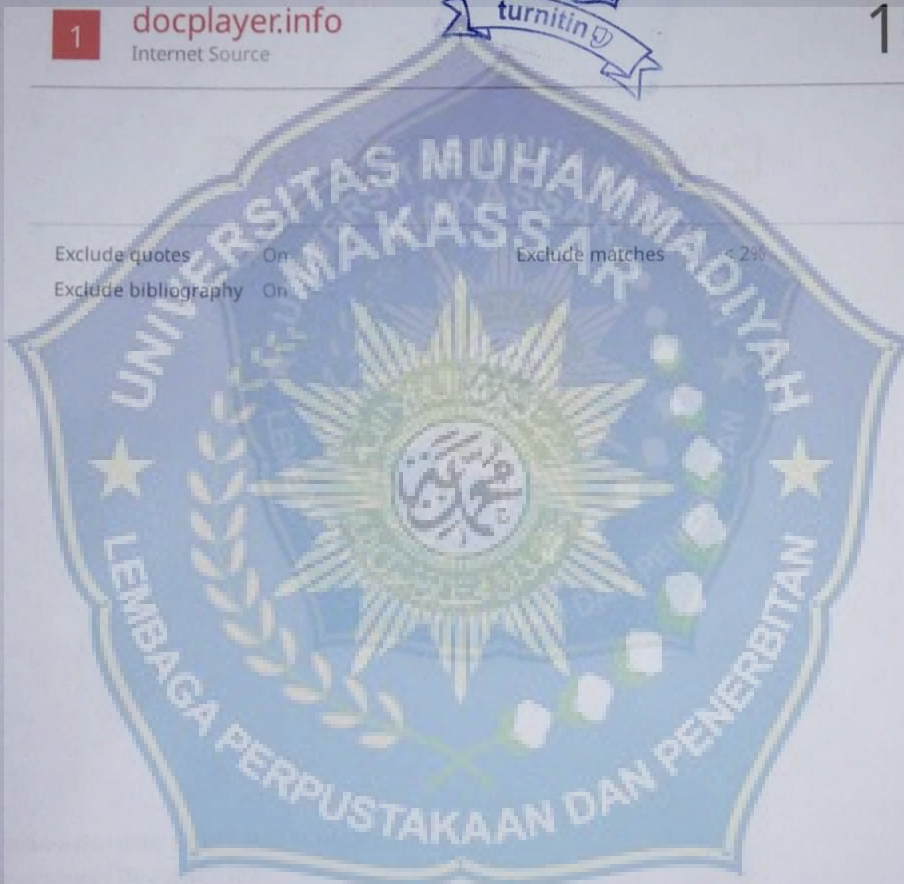 1 docplayer.info 1
Internet Source
turnitin
Exclude quotes On Exclude matches < 2%
Exclude bibliography On
UNIVERSITAS MUHAMMADIYAH
MAKASSAR
LEMBAGA PERPUSTAKAAN DAN PENERBITAN